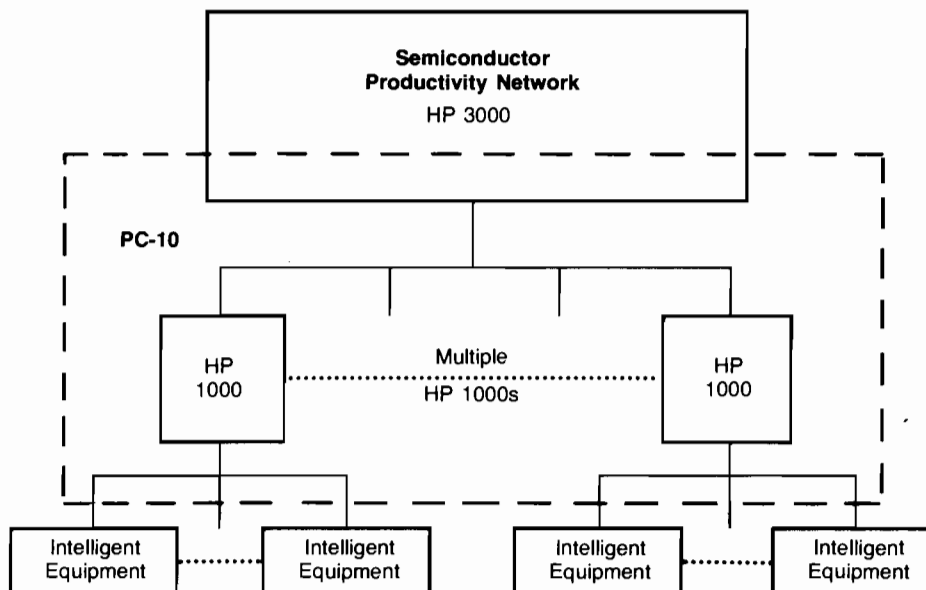 Semiconductor
Productivity Network
HP 3000
PC-10
HP
1000
Multiple
HP 1000s
HP
1000
Intelligent
Equipment
Intelligent
Equipment
Intelligent
Equipment
Intelligent
Equipment